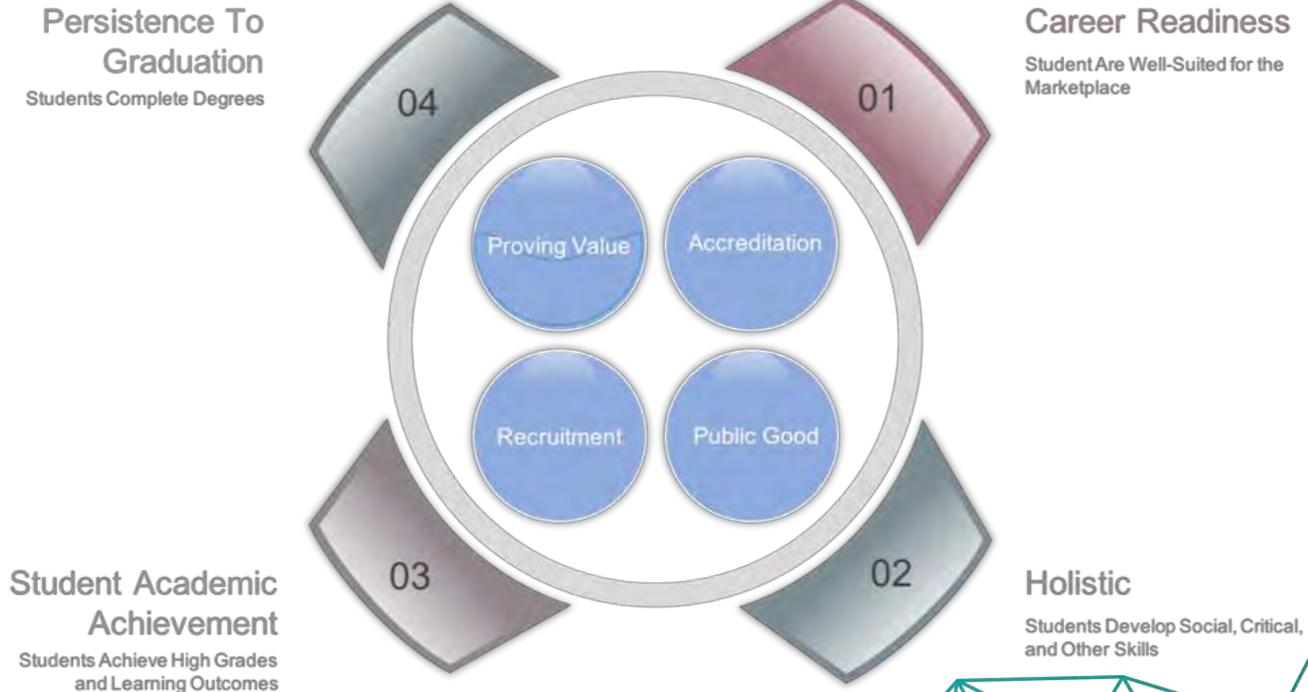 Persistence To
Graduation
Students Complete Degrees
04
01
Career Readiness
Student Are Well-Suited for the
Marketplace
Proving Value
Accreditation
Recruitment
Public Good
Student Academic
Achievement
Students Achieve High Grades
and Learning Outcomes
03
02
Holistic
Students Develop Social, Critical,
and Other Skills